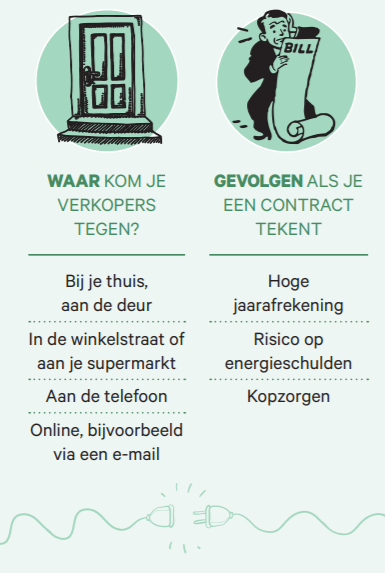 BILL
WAAR KOM JE
VERKOPERS
TEGEN?
Bij je thuis,
aan de deur
In de winkelstraat of
aan je supermarkt
Aan de telefoon
Online, bijvoorbeeld
via een e-mail
GEVOLGEN ALS JE
EEN CONTRACT
TEKENT
Hoge
jaarafrekening
Risico op
energieschulden
Kopzorgen